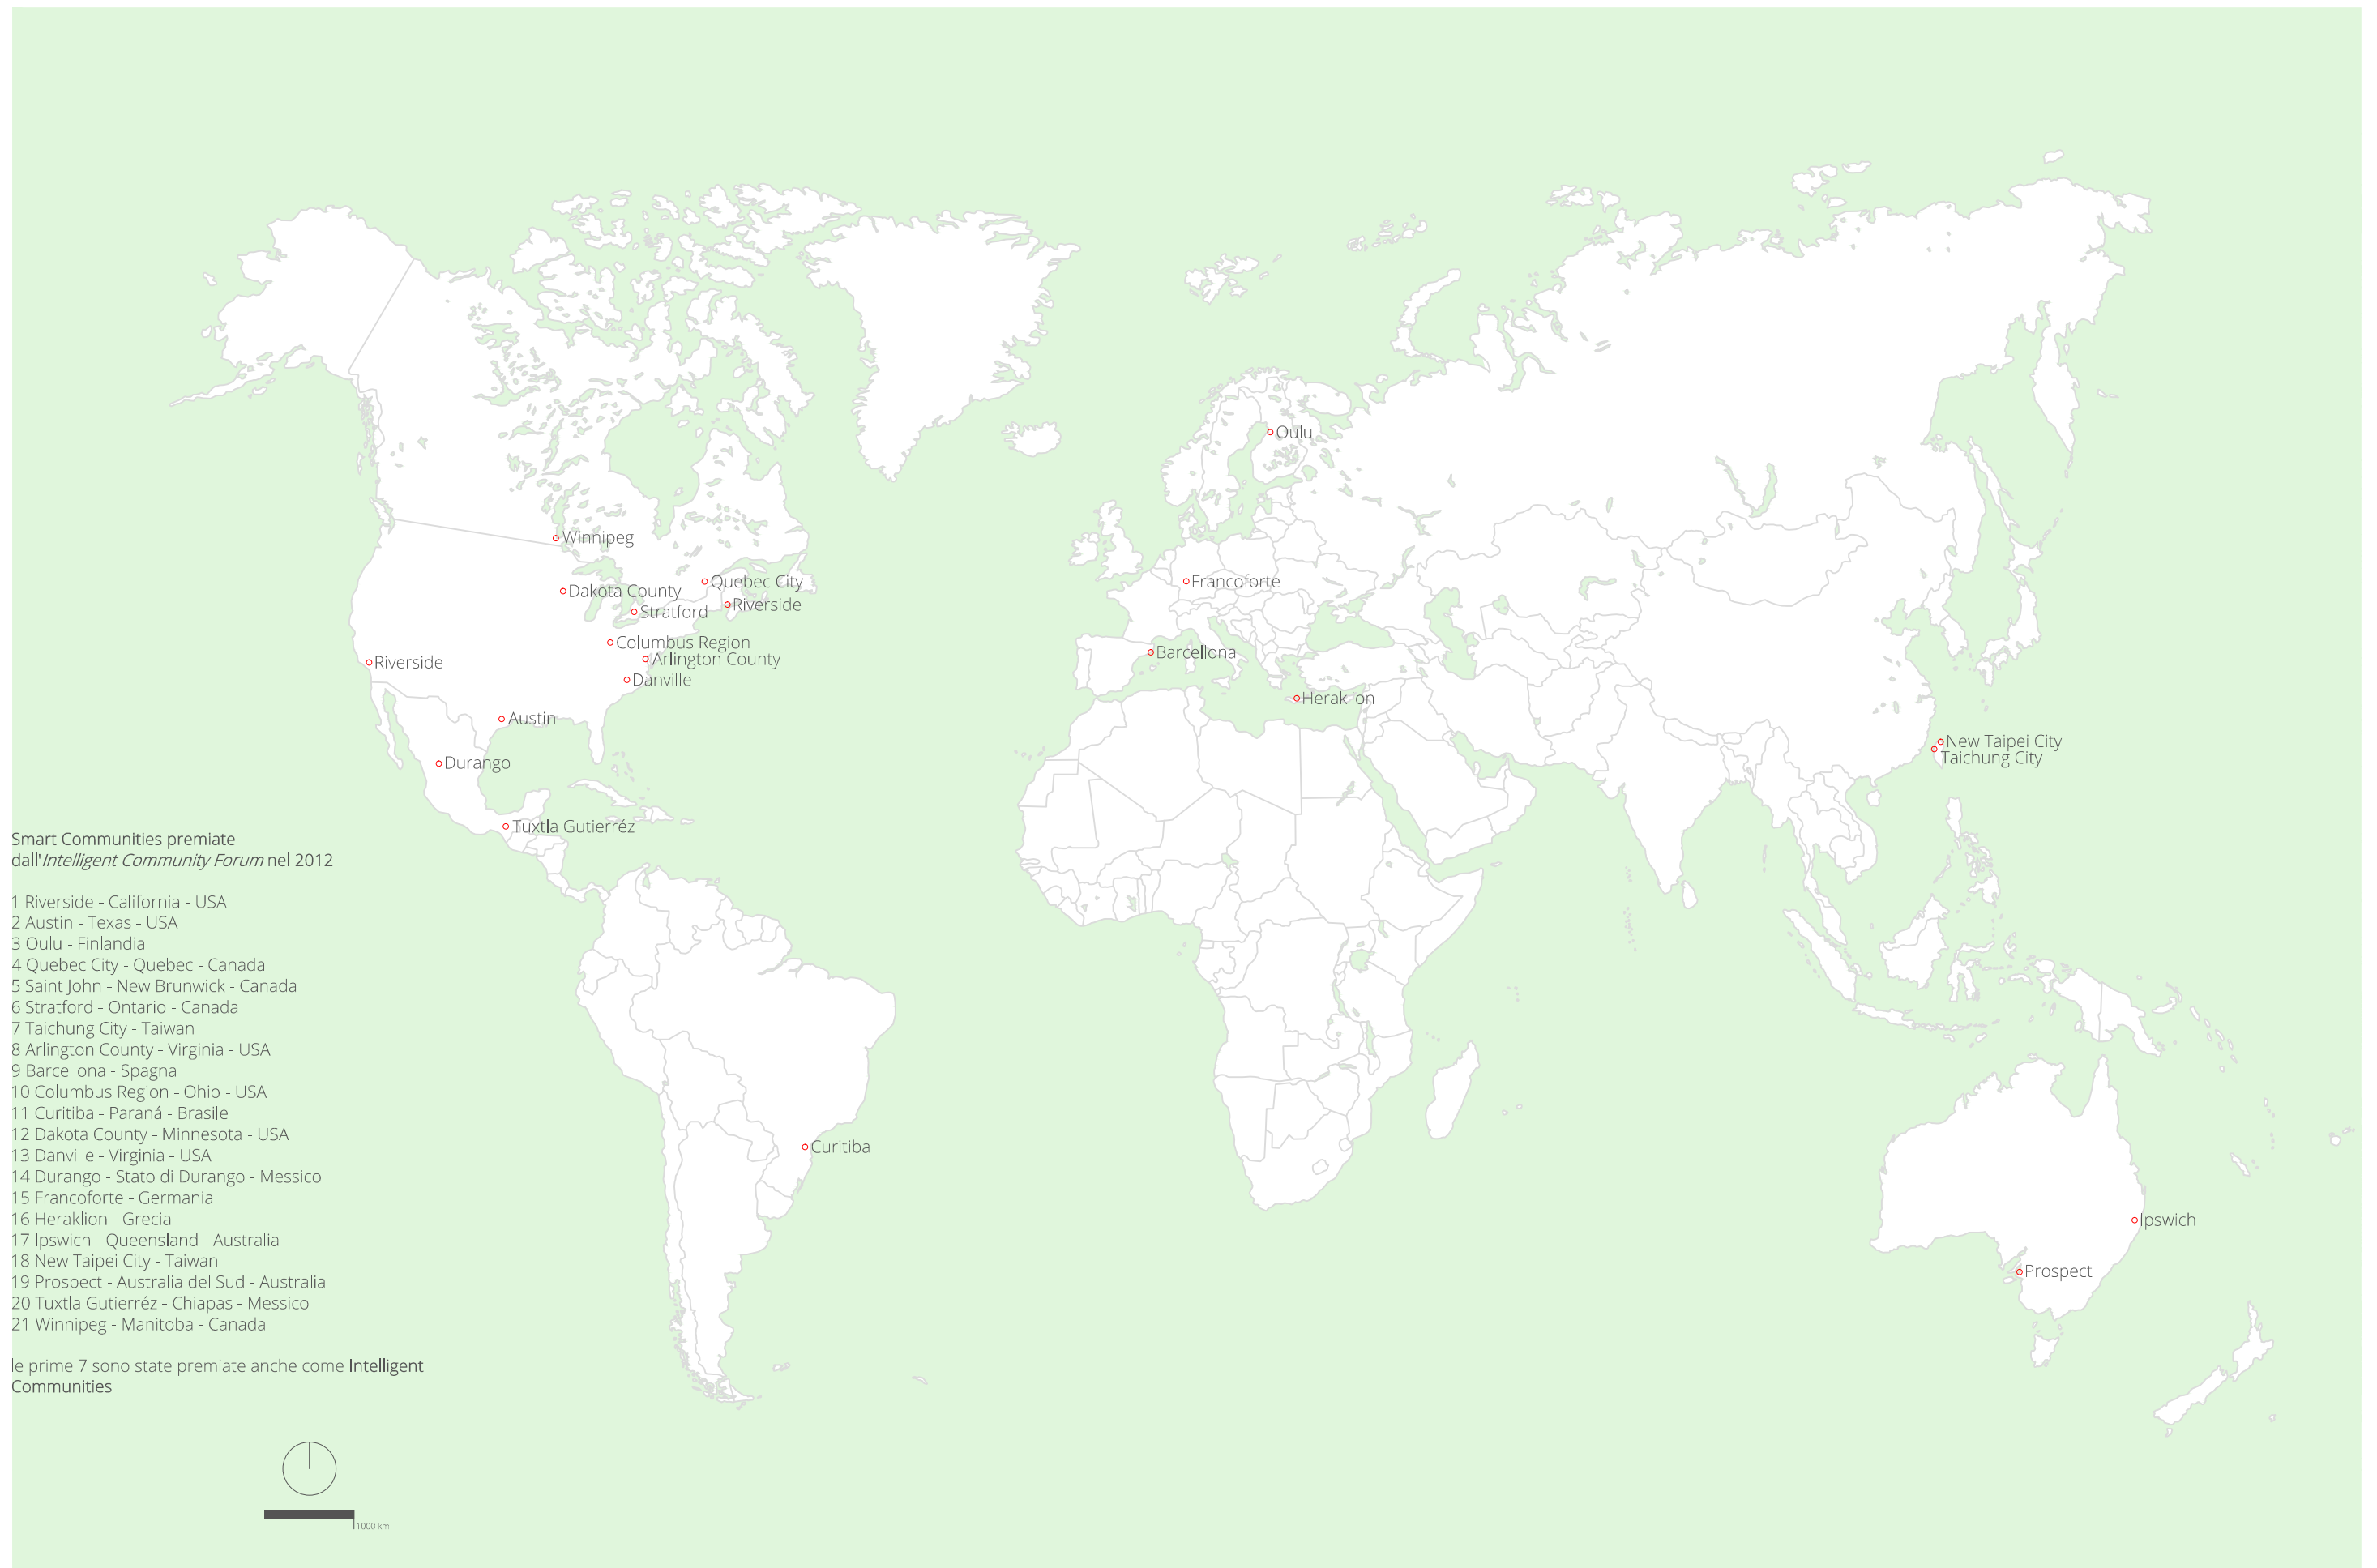 Oulu
Winnipeg
Quebec City
Francoforte
Dakota County
Riverside
Stratford
Columbus Region
Barcellona
Arlington County
Riverside
Danville
Heraklion
Austin
New Taipei City
Taichung City
Durango
Tuxtla Gutierréz
Smart Communities premiate
dall'Intelligent Community Forum nel 2012
1 Riverside - California - USA
2 Austin - Texas - USA
3 Oulu - Finlandia
4 Quebec City - Quebec - Canada
5 Saint John - New Brunwick - Canada
6 Stratford - Ontario - Canada
7 Taichung City - Taiwan
8 Arlington County - Virginia - USA
9 Barcellona - Spagna
10 Columbus Region - Ohio - USA
11 Curitiba - Paraná - Brasile
12 Dakota County - Minnesota - USA
13 Danville - Virginia - USA
14 Durango - Stato di Durango - Messico
15 Francoforte - Germania
16 Heraklion - Grecia
17 Ipswich - Queensland - Australia
18 New Taipei City - Taiwan
19 Prospect - Australia del Sud - Australia
20 Tuxtla Gutierréz - Chiapas - Messico
21 Winnipeg - Manitoba - Canada
le prime 7 sono state premiate anche come Intelligent
Communities
Curitiba
Ipswich
Prospect
1000 km